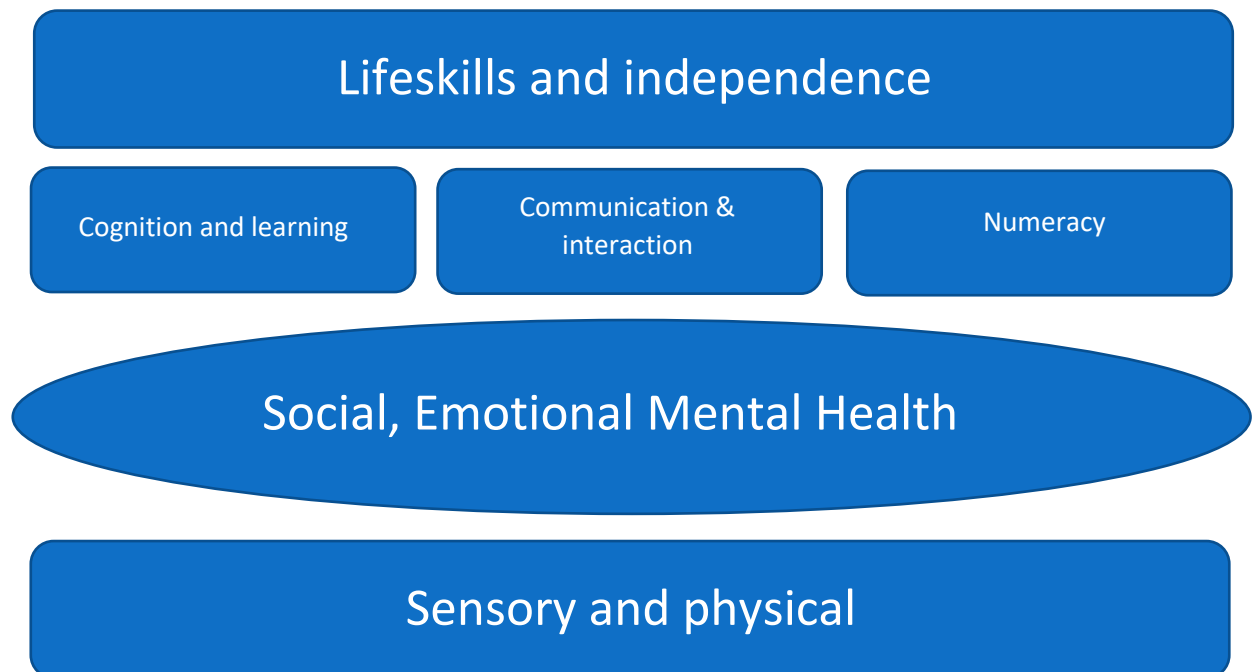 Lifeskills and independence
Cognition and learning
Communication &
interaction
Numeracy
Social, Emotional Mental Health
Sensory and physical